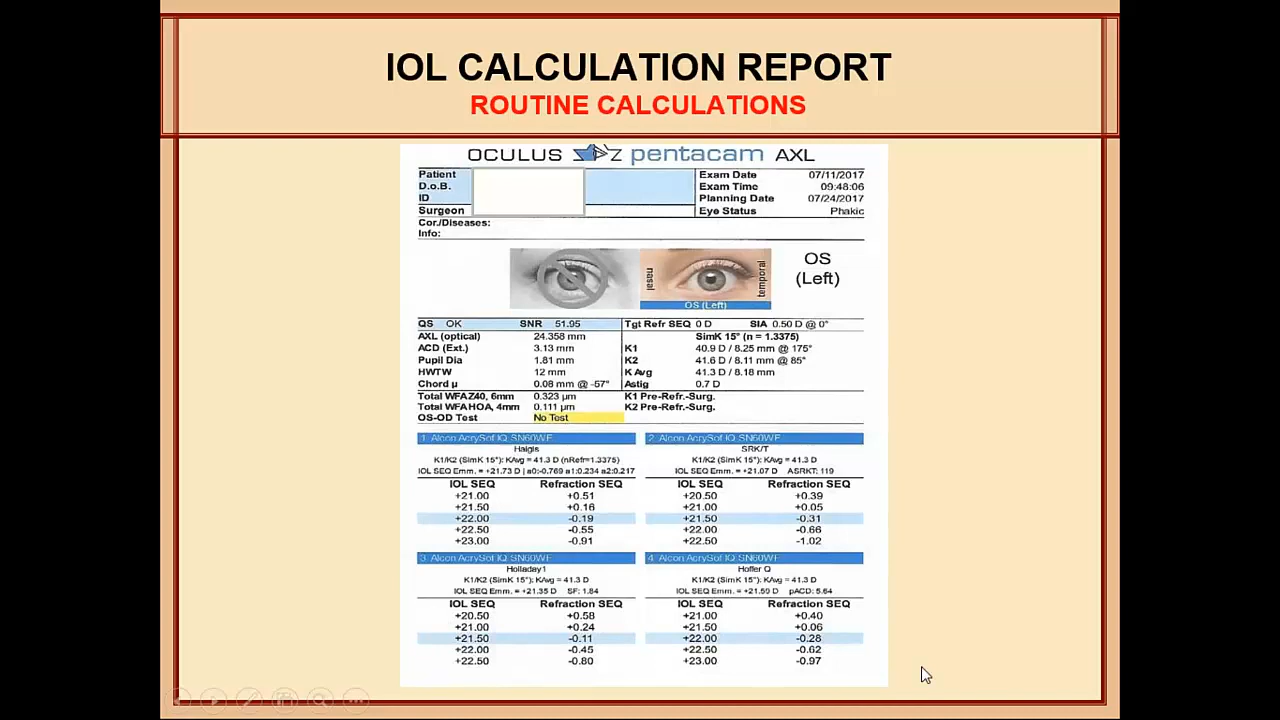 IOL CALCULATION REPORT
ROUTINE CALCULATIONS
OCULUS pentacam AXL
Patient Exam Date 07/11/2017
D.o.B. Exam Time 09:48:06
ID Planning Date 07/24/2017
Surgeon Eye Status Phakic
Cor./Diseases:
Info:
nasal
temporal
OS (Left)
OS
(Left)
QS OK SNR 51.95 Tgt Refr SEQ 0 D SIA 0.50 D @ 0°
AXL (optical) 24.358 mm SimK 15° (n = 1.3375)
ACD (Ext.) 3.13 mm K1 40.9 D / 8.25 mm @ 175°
Pupil Dia 1.81 mm K2 41.6 D / 8.11 mm @ 85°
HWTW 12 mm K Avg 41.3 D / 8.18 mm
Chord µ 0.08 mm @ -57° Astig 0.7 D
Total WFAZ40, 6mm 0.323 µm K1 Pre-Refr.-Surg.
Total WFAHOA, 4mm 0.111 µm K2 Pre-Refr.-Surg.
OS-OD Test No Test
1. Alcon AcrySof IQ SN60WF
Haigis
K1/K2 (SimK 15°): KAvg = 41.3 D (nRefr=1.3375)
IOL SEQ Emm. = +21.73 D | a0:-0.769 a1:0.234 a2:0.217
IOL SEQ Refraction SEQ
+21.00 +0.51
+21.50 +0.16
+22.00 -0.19
+22.50 -0.55
+23.00 -0.91
2. Alcon AcrySof IQ SN60WF
SRK/T
K1/K2 (SimK 15°): KAvg = 41.3 D
IOL SEQ Emm. = +21.07 D ASRKT: 119
IOL SEQ Refraction SEQ
+20.50 +0.39
+21.00 +0.05
+21.50 -0.31
+22.00 -0.66
+22.50 -1.02
3. Alcon AcrySof IQ SN60WF
Holladay1
K1/K2 (SimK 15°): KAvg = 41.3 D
IOL SEQ Emm. = +21.35 D SF: 1.84
IOL SEQ Refraction SEQ
+20.50 +0.58
+21.00 +0.24
+21.50 -0.11
+22.00 -0.45
+22.50 -0.80
4. Alcon AcrySof IQ SN60WF
Hoffer Q
K1/K2 (SimK 15°): KAvg = 41.3 D
IOL SEQ Emm. = D pACD: 5.64
IOL SEQ Refraction SEQ
+21.00 +0.40
+21.50 +0.06
+22.00 -0.28
+22.50 -0.62
+23.00 -0.97